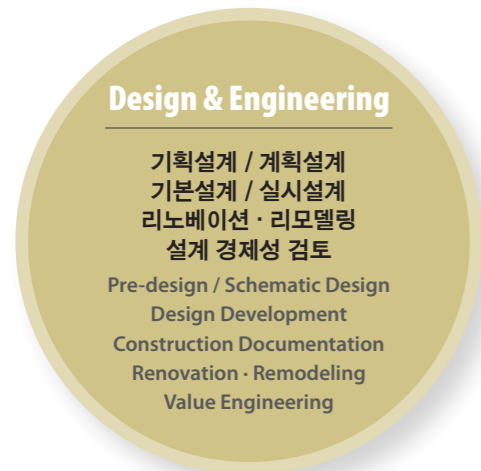 Design & Engineering
기획설계 / 계획설계
기본설계 / 실시설계
리노베이션 · 리모델링
설계 경제성 검토
Pre-design / Schematic Design
Design Development
Construction Documentation
Renovation · Remodeling
Value Engineering